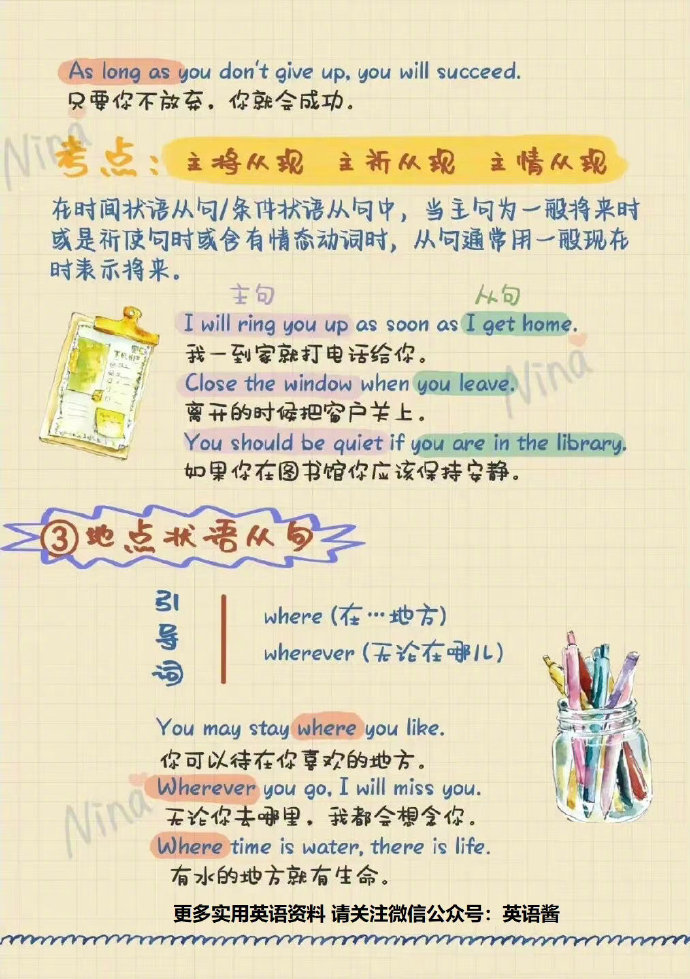 As long as you don't give up, you will succeed.
只要你不放弃，你就会成功。
Nina
考点：主将从现 主祈从现 主情从现
在时间状语从句/条件状语从句中，当主句为一般将来时
或是祈使句时或含有情态动词时，从句通常用一般现在
时表示将来。
主句 从句
I will ring you up as soon as I get home.
我一到家就打电话给你。
Nina
Close the window when you leave.
离开的时候把窗户关上。
You should be quiet if you are in the library.
如果你在图书馆你应该保持安静。
③地点状语从句
引导词
where (在…地方)
wherever (无论在哪儿)
You may stay where you like.
你可以待在你喜欢的地方。
Wherever you go, I will miss you.
Nina
无论你去哪里，我都会想念你。
Where time is water, there is life.
有水的地方就有生命。
更多实用英语资料 请关注微信公众号：英语酱